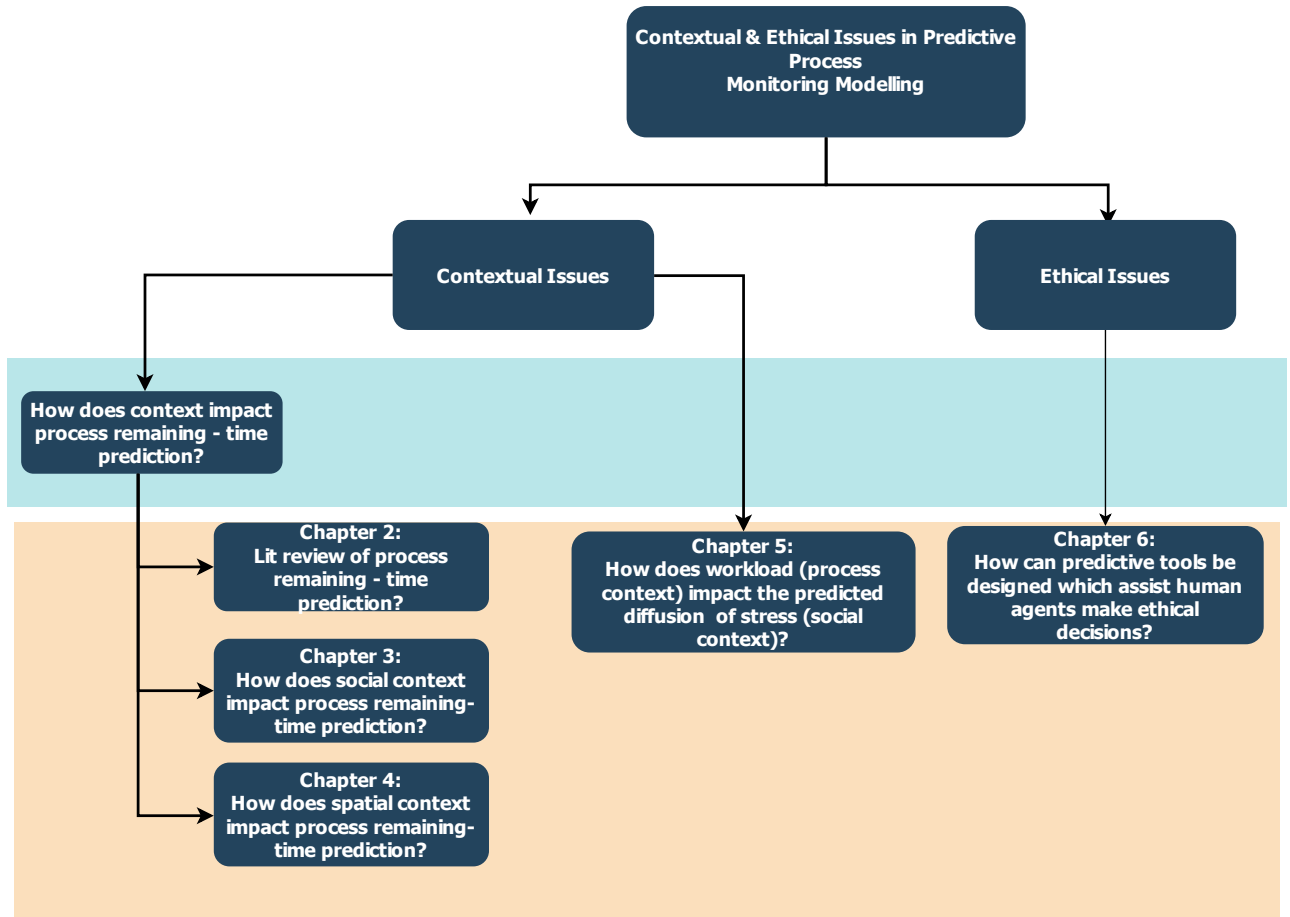 Contextual & Ethical Issues in Predictive
Process
Monitoring Modelling
Contextual Issues
Ethical Issues
How does context impact
process remaining - time
prediction?
Chapter 2:
Lit review of process
remaining - time
prediction?
Chapter 3:
How does social context
impact process remaining-
time prediction?
Chapter 4:
How does spatial context
impact process remaining-
time prediction?
Chapter 5:
How does workload (process
context) impact the predicted
diffusion  of stress (social
context)?
Chapter 6:
How can predictive tools be
designed which assist human
agents make ethical
decisions?